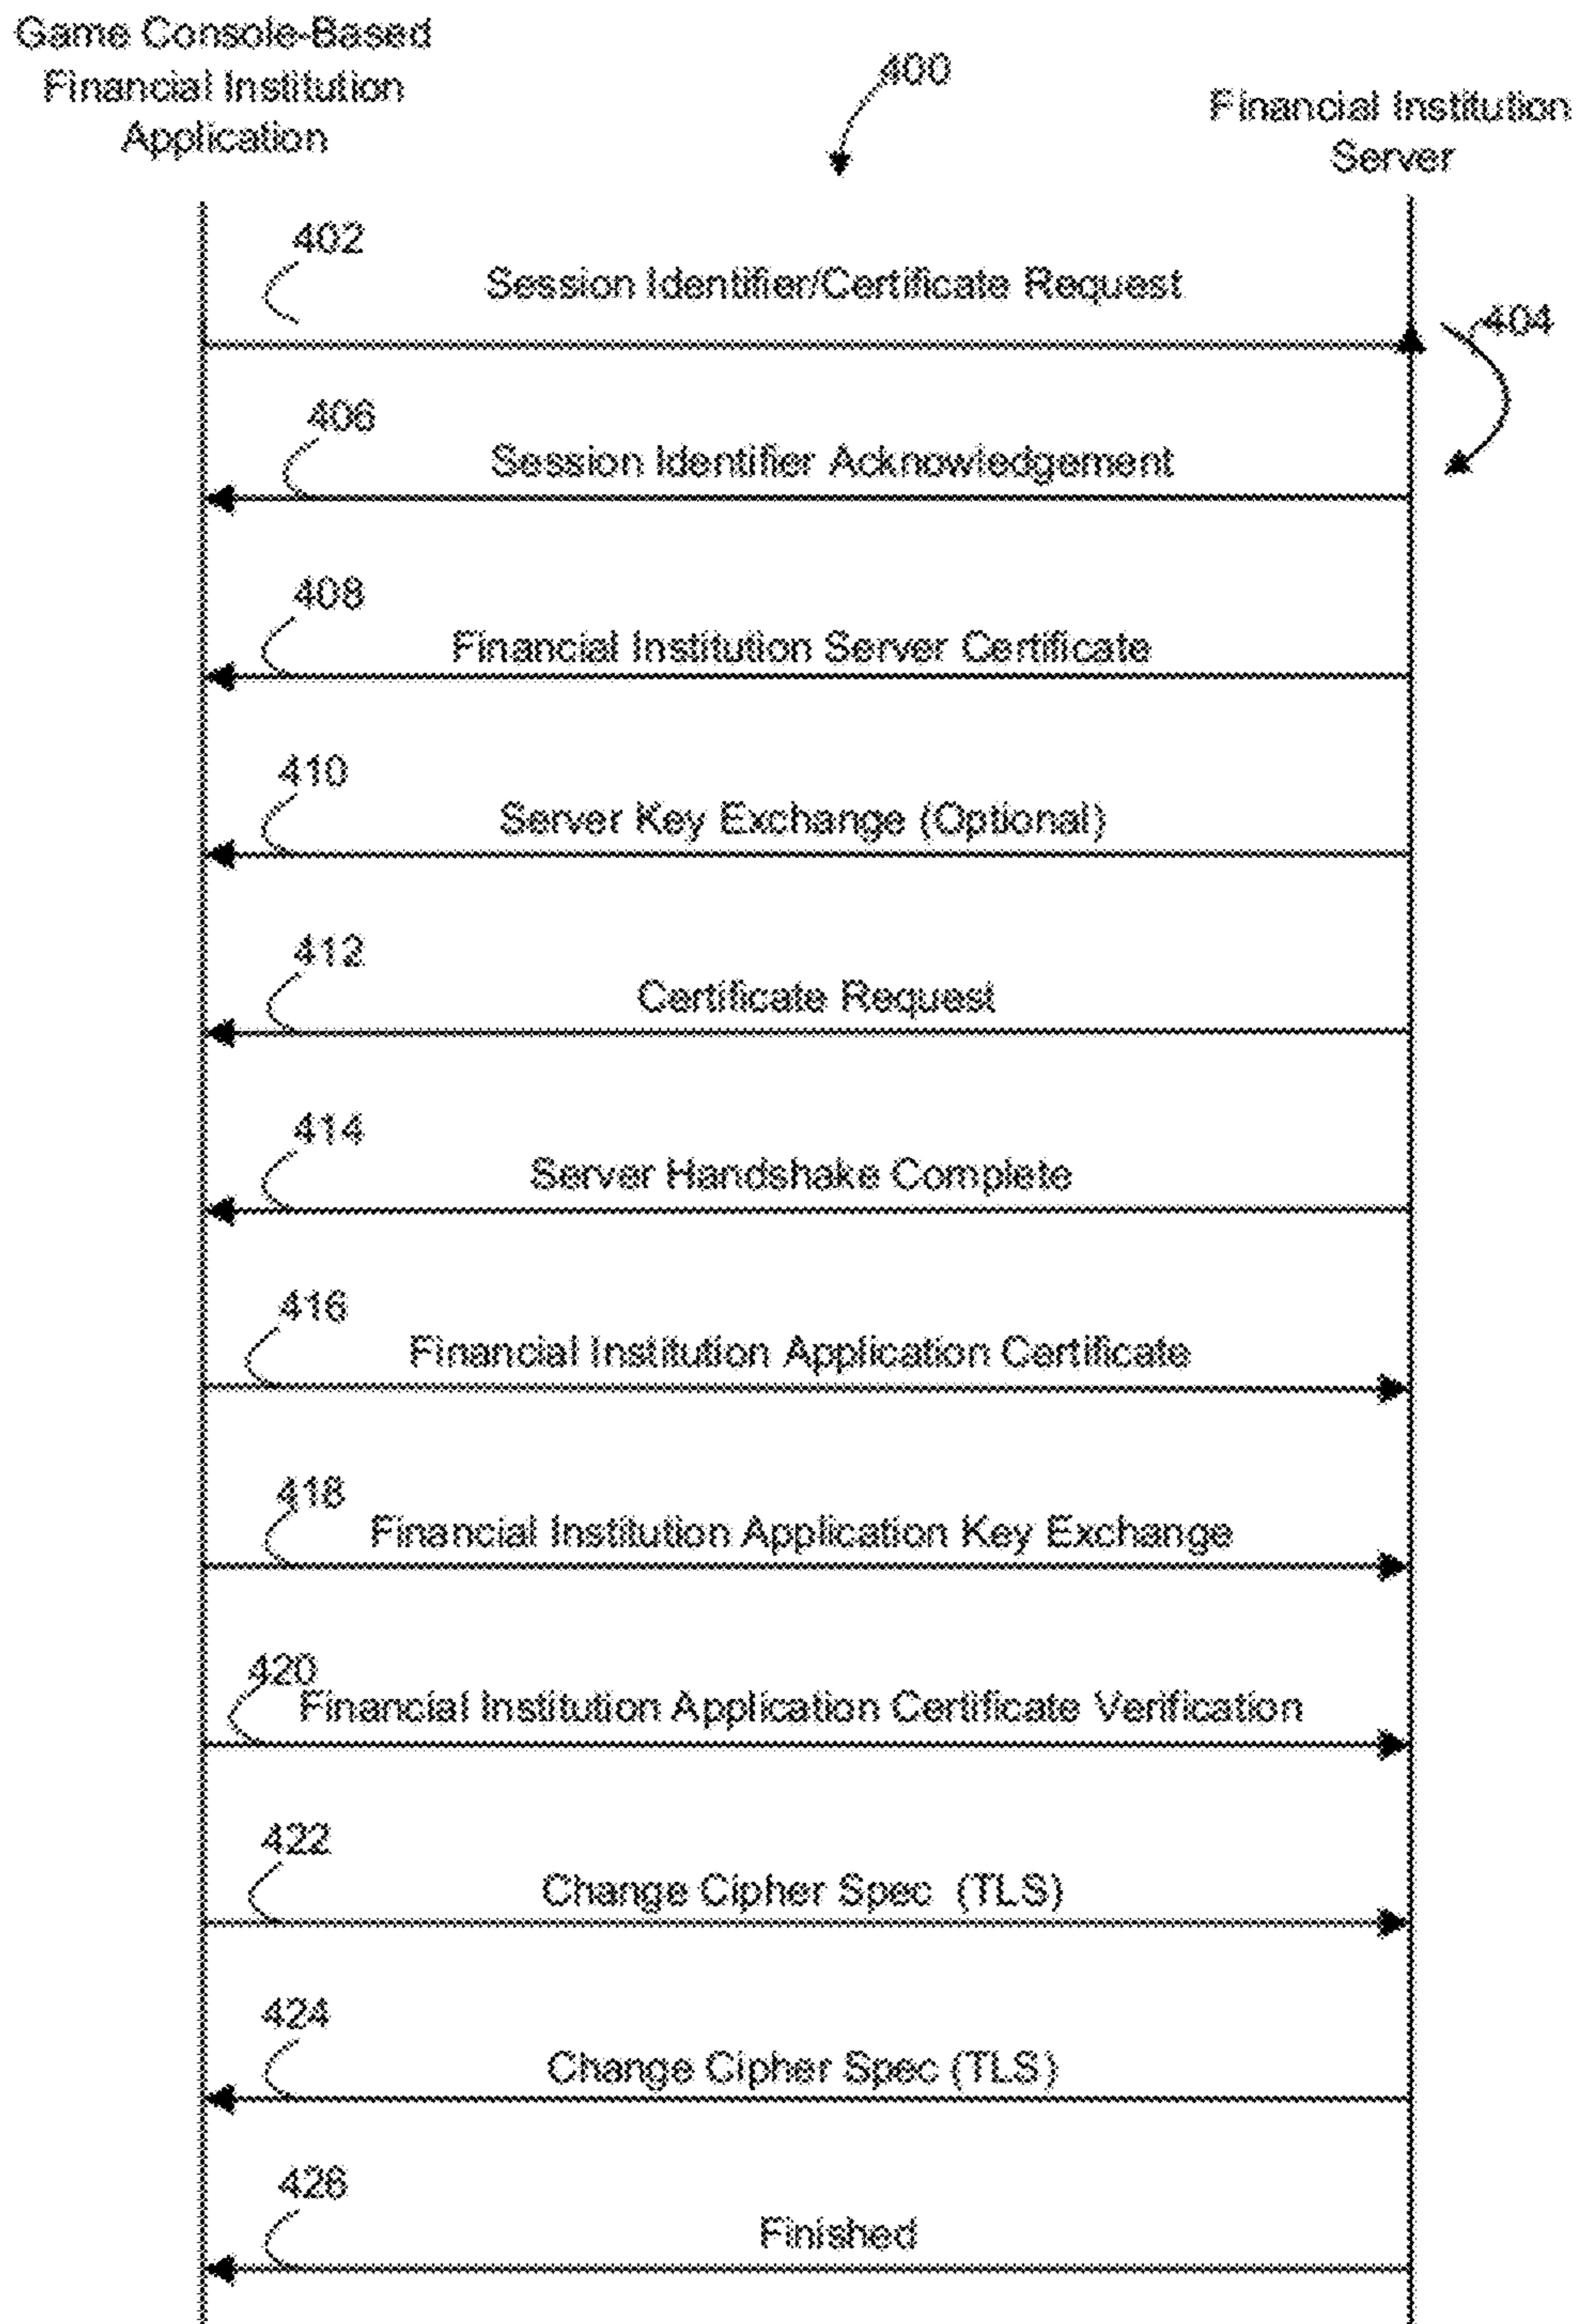 Game Console-Based
Financial Institution
Application
400
Financial Institution
Server
402
Session Identifier/Certificate Request
404
406
Session Identifier Acknowledgement
408
Financial Institution Server Certificate
410
Server Key Exchange (Optional)
412
Certificate Request
414
Server Handshake Complete
416
Financial Institution Application Certificate
418
Financial Institution Application Key Exchange
420
Financial Institution Application Certificate Verification
422
Change Cipher Spec (TLS)
424
Change Cipher Spec (TLS)
426
Finished